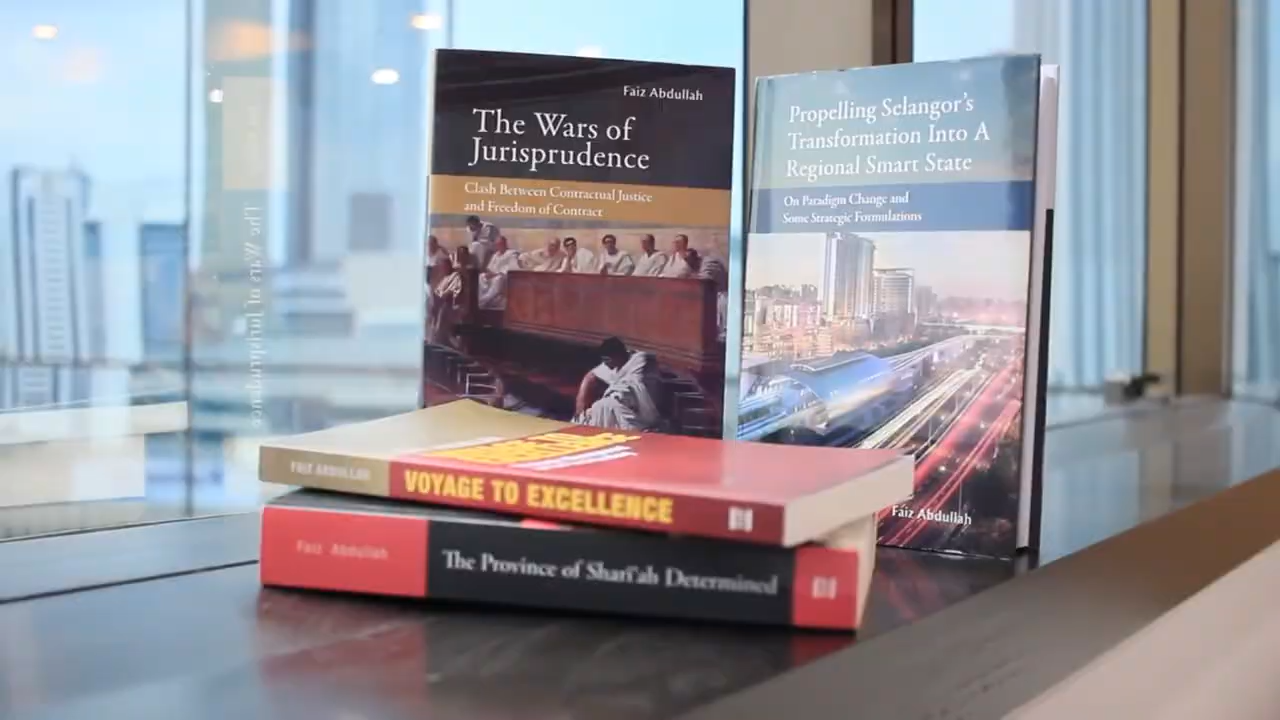 Faiz Abdullah
The Wars of
Jurisprudence
Clash Between Contractual Justice
and Freedom of Contract
Propelling Selangor's
Transformation Into A
Regional Smart State
On Paradigm Change and
Some Strategic Formulations
Faiz Abdullah
FAIZ ABDULLAH
VOYAGE TO EXCELLENCE
Faiz Abdullah
The Province of Shari'ah Determined
The Wars of Jurisprudence